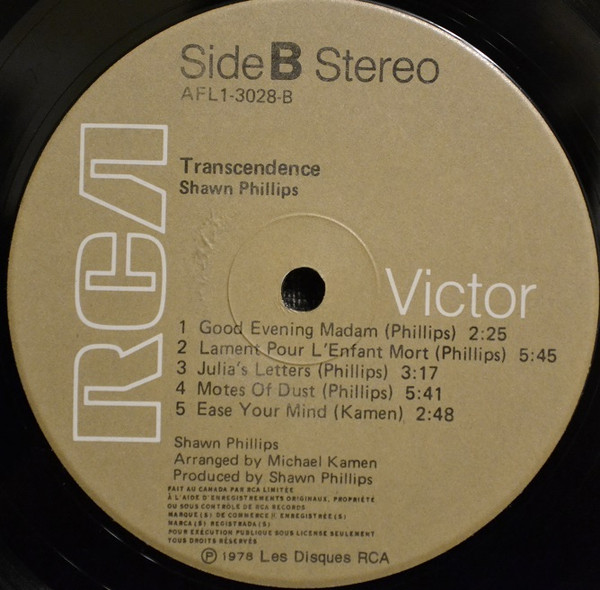 Side B Stereo
AFL1-3028-B
Transcendence
Shawn Phillips
RCA
Victor
1 Good Evening Madam (Phillips) 2:25
2 Lament Pour L'Enfant Mort (Phillips) 5:45
3 Julia's Letters (Phillips) 3:17
4 Motes Of Dust (Phillips) 5:41
5 Ease Your Mind (Kamen) 2:48
Shawn Phillips
Arranged by Michael Kamen
Produced by Shawn Phillips
FAIT AU CANADA PAR RCA LIMITÉE
À L'AIDE D'ENREGISTREMENTS ORIGINAUX, PROPRIÉTÉ
OU SOUS CONTRÔLE DE RCA RECORDS
MARQUE(S) DE COMMERCE ENREGISTRÉE(S)
MARCA(S) REGISTRADA(S)
POUR EXÉCUTION PUBLIQUE SOUS LICENSE SEULEMENT
TOUS DROITS RÉSERVÉS
℗ 1978 Les Disques RCA